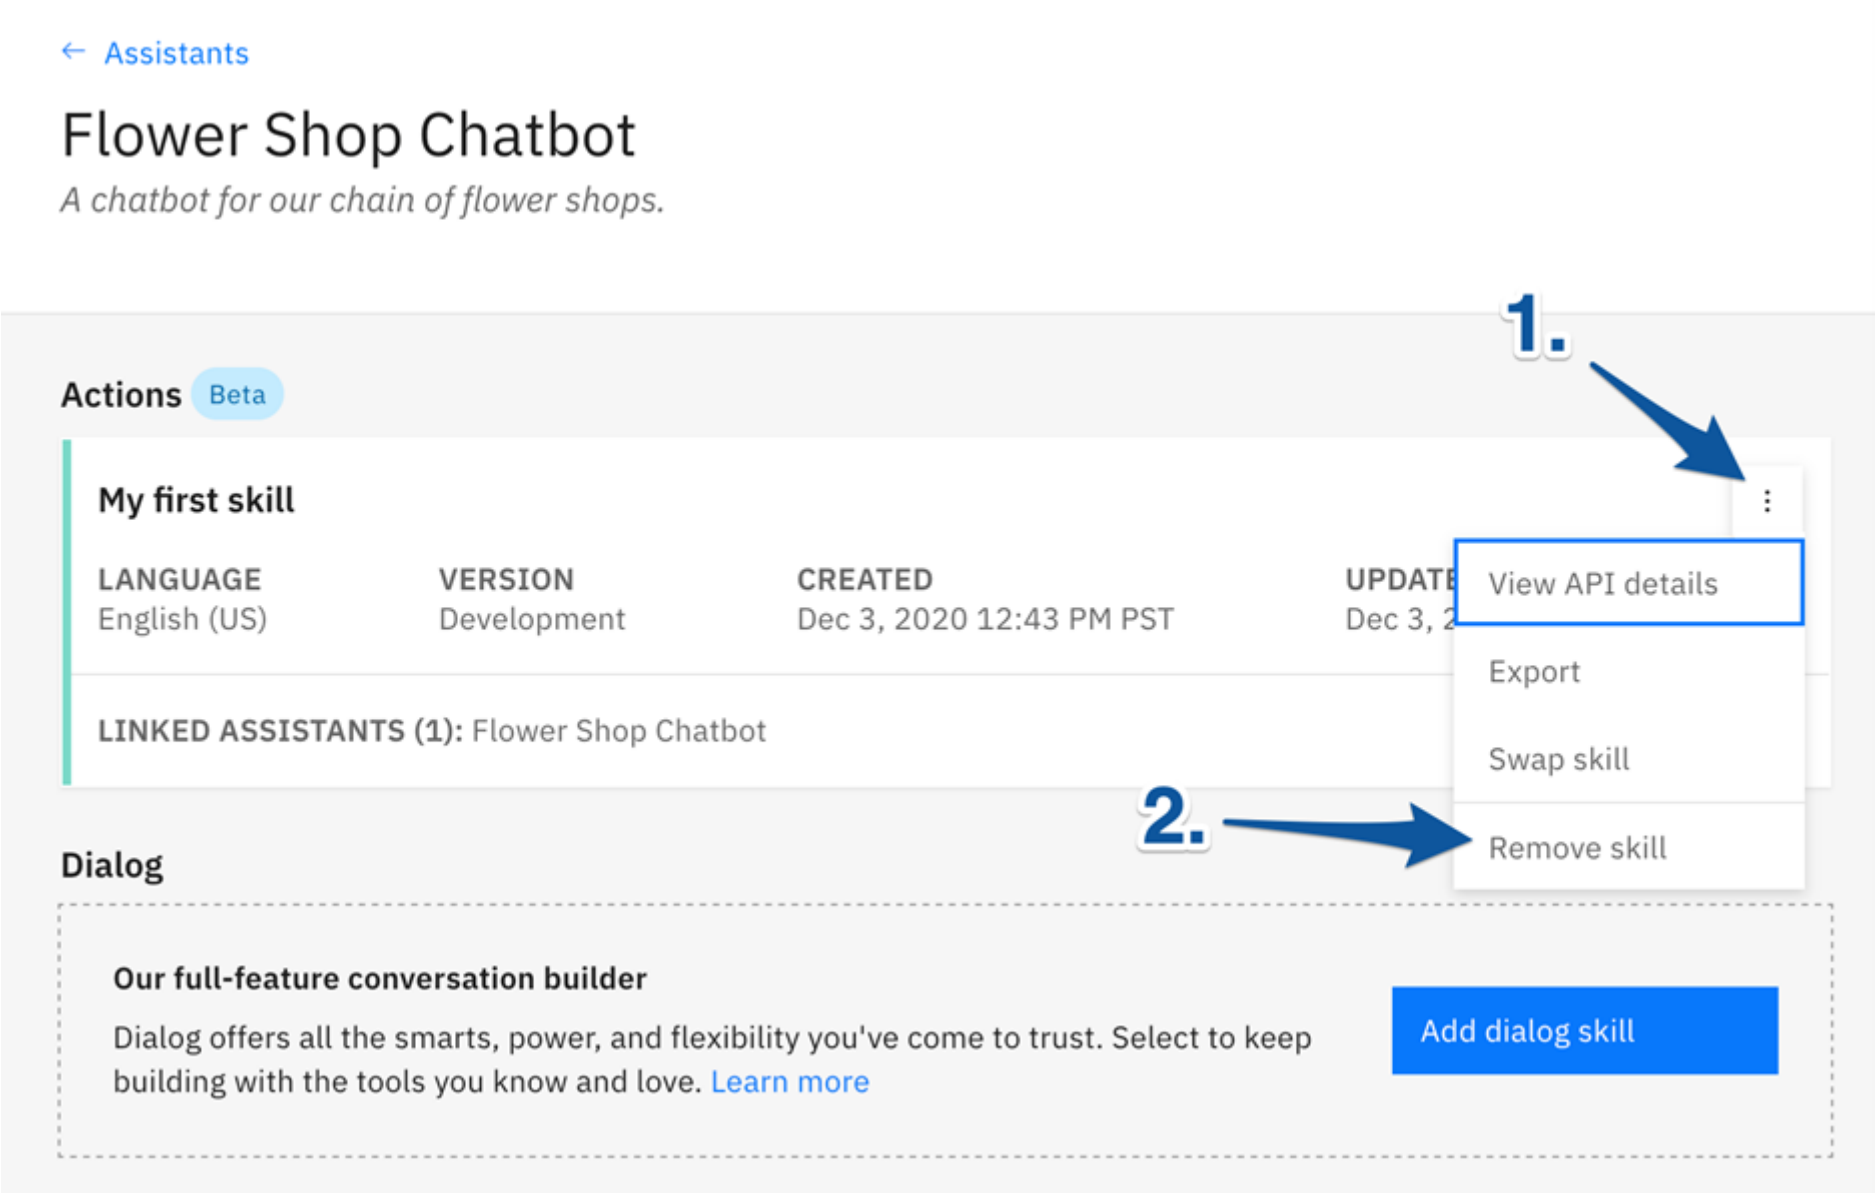 ← Assistants
Flower Shop Chatbot
A chatbot for our chain of flower shops.
1.
Actions Beta
My first skill
LANGUAGE VERSION CREATED UPDATE
English (US) Development Dec 3, 2020 12:43 PM PST Dec 3, 2
View API details
Export
Swap skill
Remove skill
LINKED ASSISTANTS (1): Flower Shop Chatbot
2.
Dialog
Our full-feature conversation builder
Dialog offers all the smarts, power, and flexibility you've come to trust. Select to keep
building with the tools you know and love. Learn more
Add dialog skill